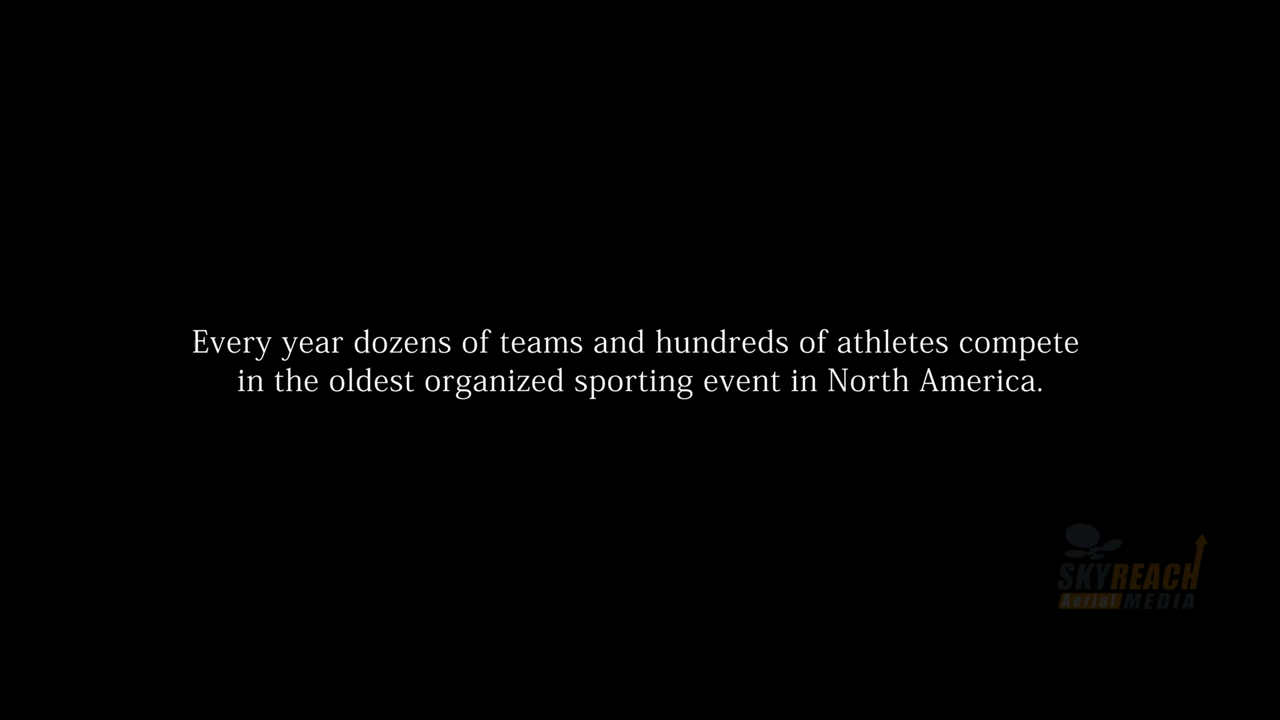 Every year dozens of teams and hundreds of athletes compete
in the oldest organized sporting event in North America.
SKYREACH
Aerial MEDIA